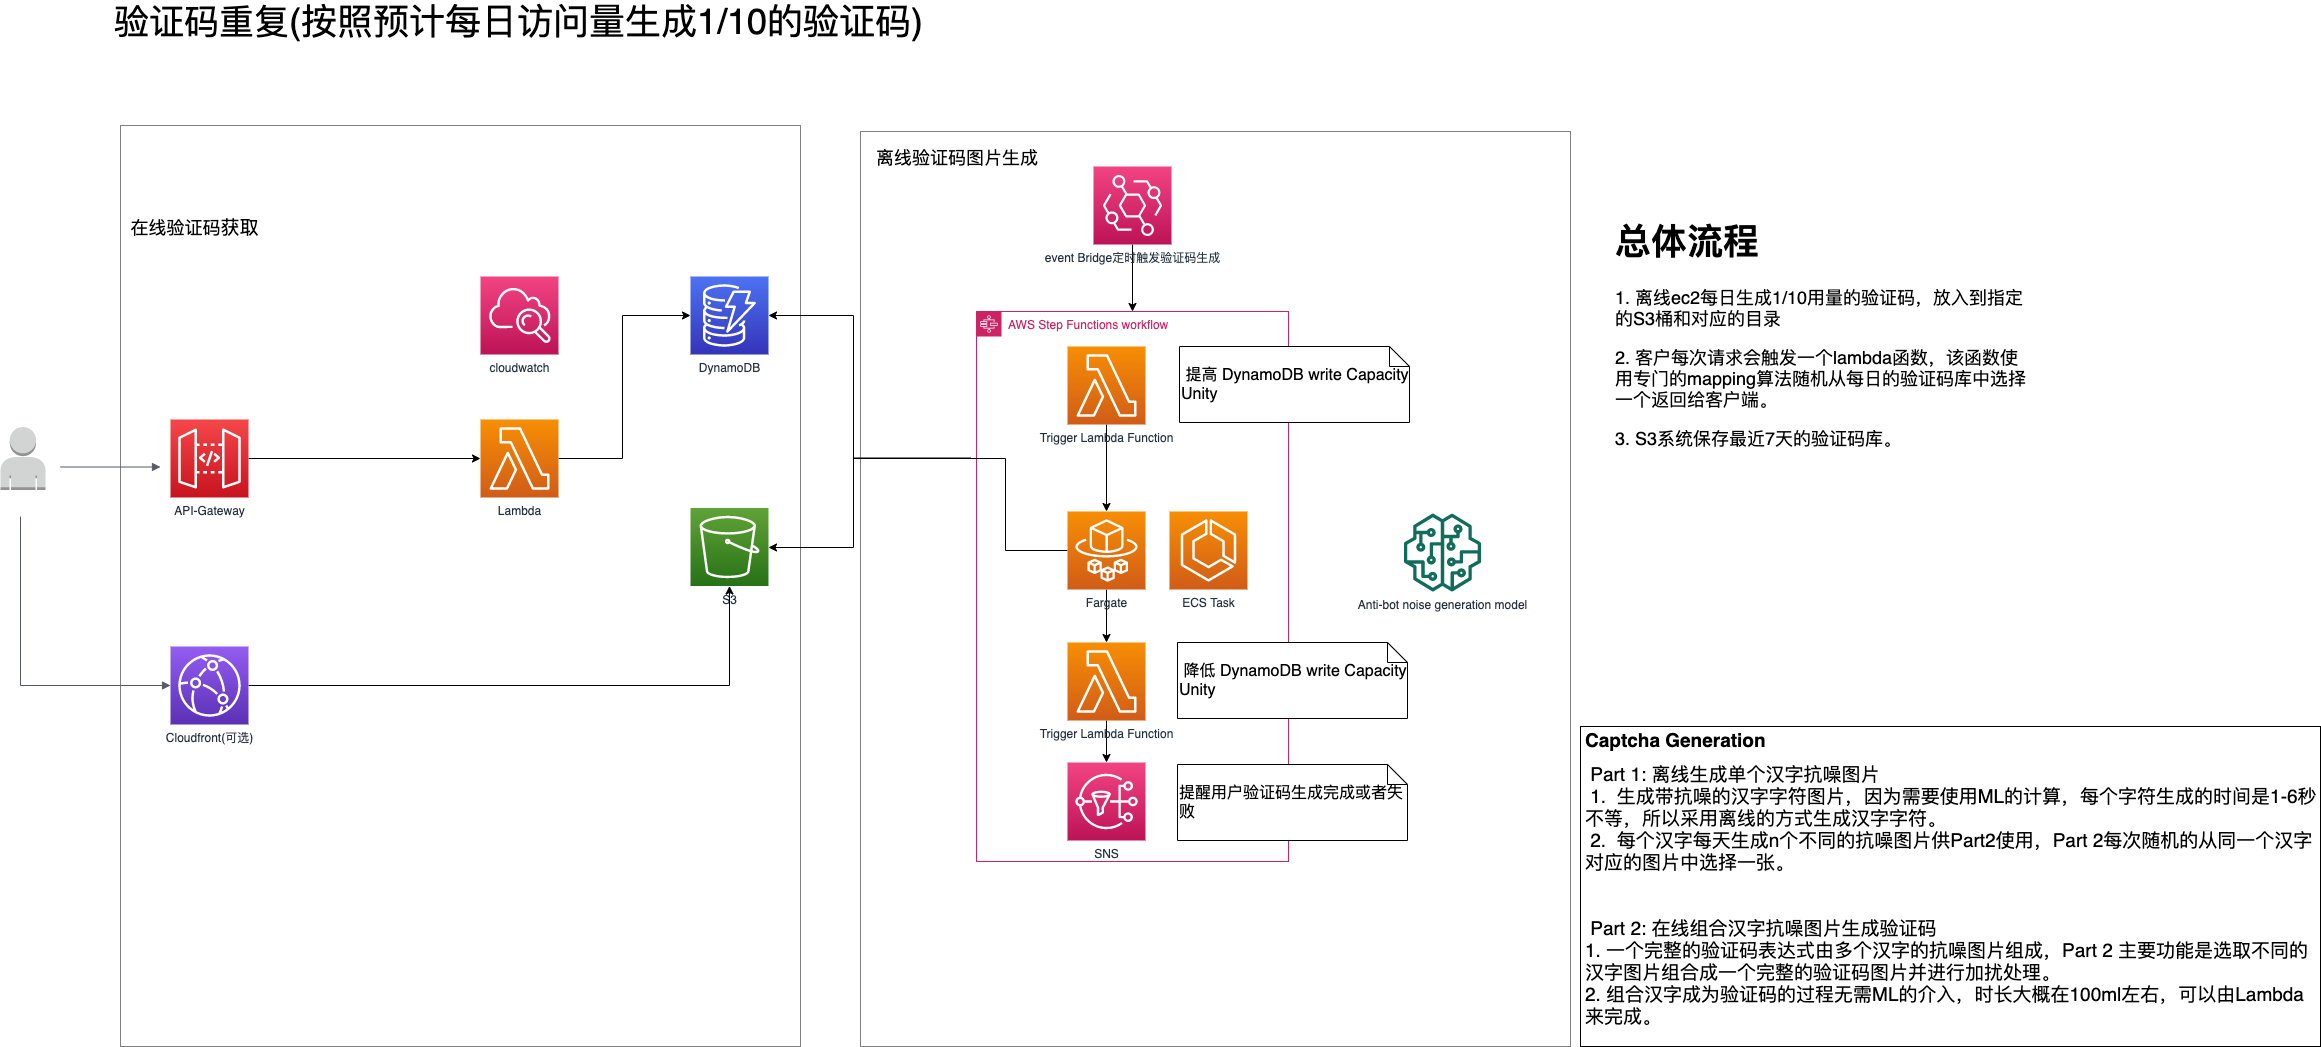 验证码重复(按照预计每日访问量生成1/10的验证码)
在线验证码获取
cloudwatch
DynamoDB
API-Gateway
Lambda
S3
Cloudfront(可选)
离线验证码图片生成
event Bridge定时触发验证码生成
AWS Step Functions workflow
提高 DynamoDB write Capacity
Unity
Trigger Lambda Function
Fargate
ECS Task
Anti-bot noise generation model
降低 DynamoDB write Capacity
Unity
Trigger Lambda Function
提醒用户验证码生成完成或者失
败
SNS
总体流程
1. 离线ec2每日生成1/10用量的验证码，放入到指定
的S3桶和对应的目录
2. 客户每次请求会触发一个lambda函数，该函数使
用专门的mapping算法随机从每日的验证码库中选择
一个返回给客户端。
3. S3系统保存最近7天的验证码库。
Captcha Generation
Part 1: 离线生成单个汉字抗噪图片
1. 生成带抗噪的汉字字符图片，因为需要使用ML的计算，每个字符生成的时间是1-6秒
不等，所以采用离线的方式生成汉字字符。
2. 每个汉字每天生成n个不同的抗噪图片供Part2使用，Part 2每次随机的从同一个汉字
对应的图片中选择一张。
Part 2: 在线组合汉字抗噪图片生成验证码
1. 一个完整的验证码表达式由多个汉字的抗噪图片组成，Part 2 主要功能是选取不同的
汉字图片组合成一个完整的验证码图片并进行加扰处理。
2. 组合汉字成为验证码的过程无需ML的介入，时长大概在100ml左右，可以由Lambda
来完成。